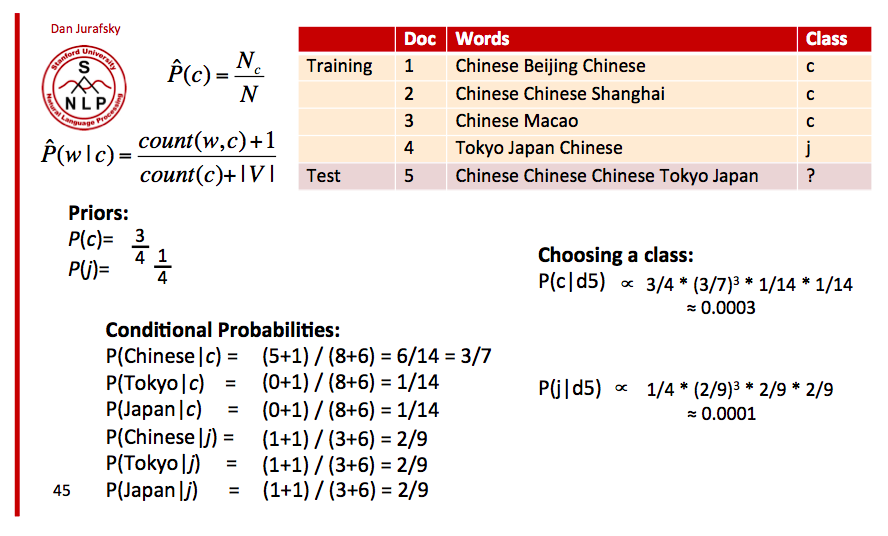 Dan Jurafsky
Stanford University
S
NLP
Natural Language Processing
P̂(c) = N_c / N
P̂(w | c) = count(w,c)+1 / count(c)+|V|
Doc Words Class
Training 1 Chinese Beijing Chinese c
2 Chinese Chinese Shanghai c
3 Chinese Macao c
4 Tokyo Japan Chinese j
Test 5 Chinese Chinese Chinese Tokyo Japan ?
Priors:
P(c)= 3/4
P(j)= 1/4
Conditional Probabilities:
P(Chinese|c) = (5+1) / (8+6) = 6/14 = 3/7
P(Tokyo|c) = (0+1) / (8+6) = 1/14
P(Japan|c) = (0+1) / (8+6) = 1/14
P(Chinese|j) = (1+1) / (3+6) = 2/9
P(Tokyo|j) = (1+1) / (3+6) = 2/9
P(Japan|j) = (1+1) / (3+6) = 2/9
Choosing a class:
P(c|d5) ∝ 3/4 * (3/7)³ * 1/14 * 1/14
≈ 0.0003
P(j|d5) ∝ 1/4 * (2/9)³ * 2/9 * 2/9
≈ 0.0001
45